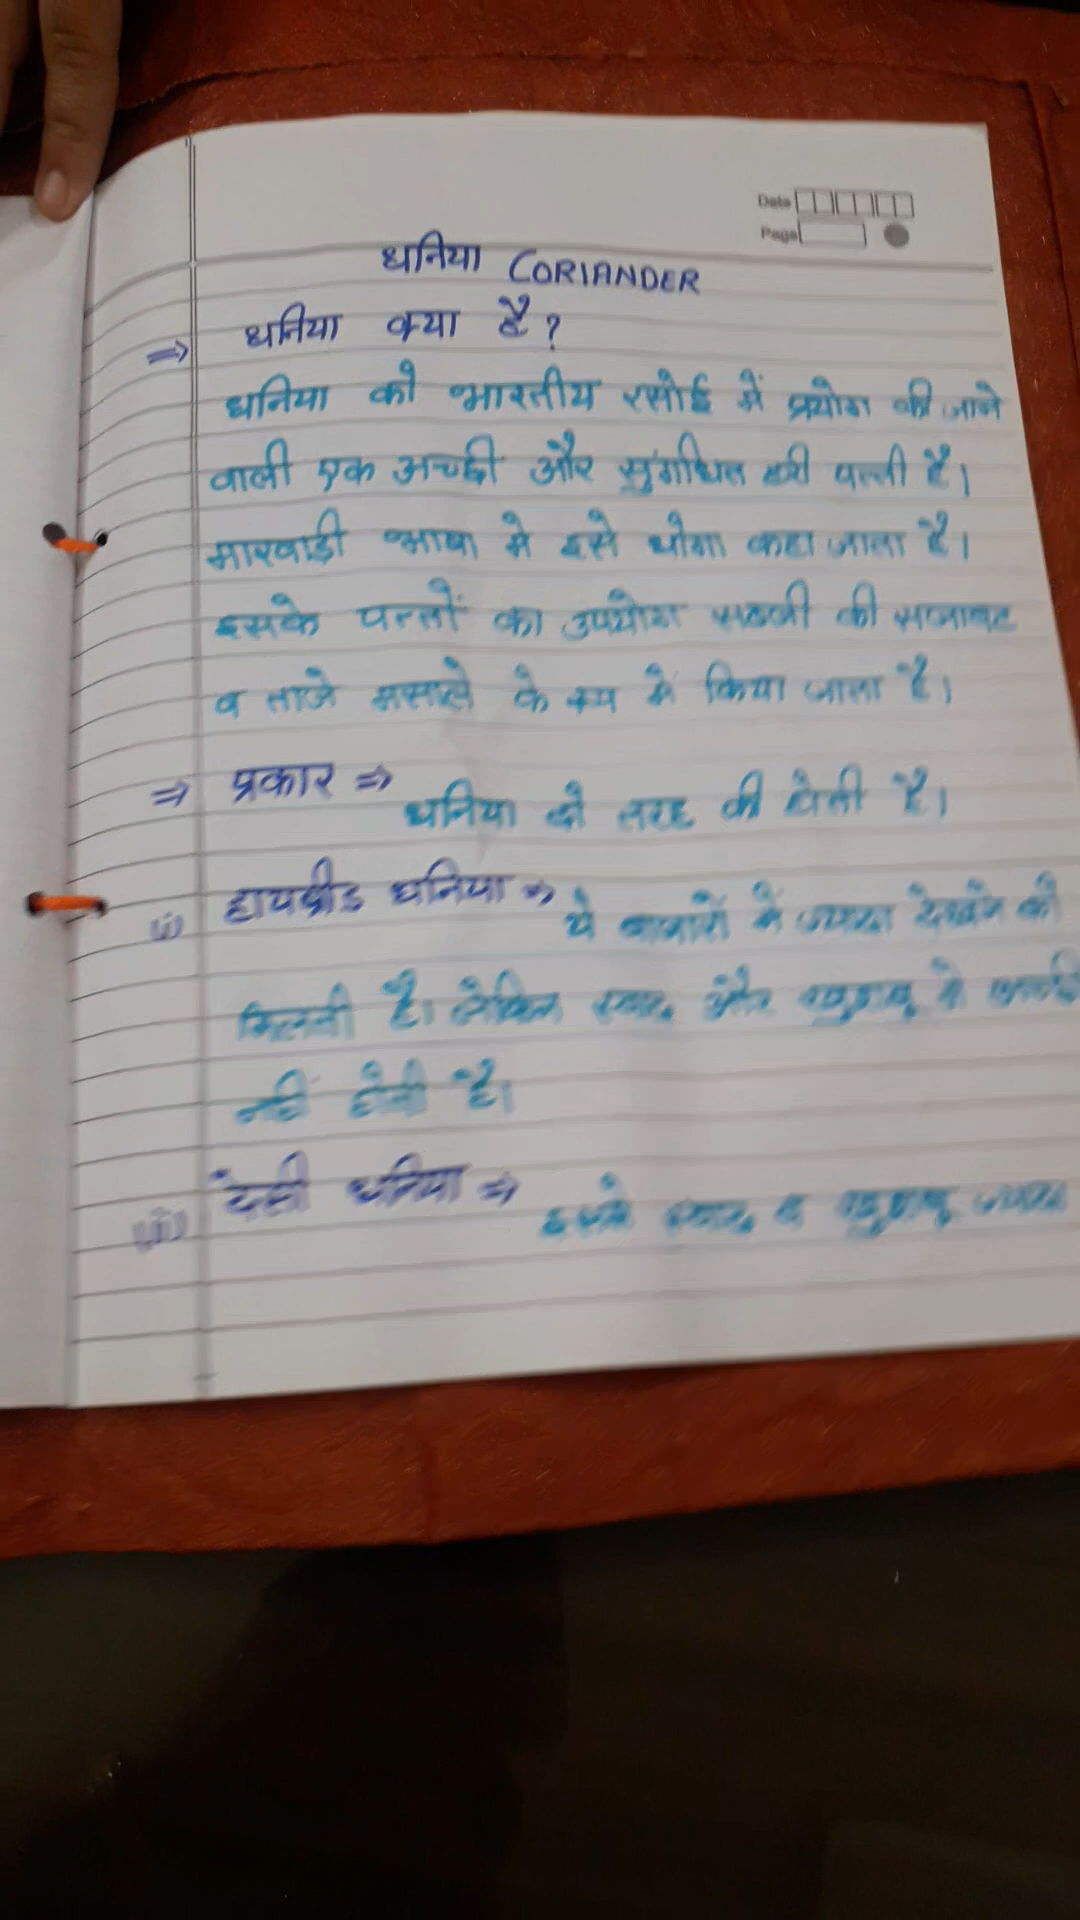 Date
Page
धनिया CORIANDER
⇒ धनिया क्या है?
धनिया को भारतीय रसोई में प्रयोग की जाने
वाली एक अच्छी और सुंगधित हरी पत्ती है।
मारवाड़ी भाषा मे इसे धोणा कहा जाता है।
इसके पत्तों का उपयोग सब्जी की सजावट
व ताजे मसाले के रूप में किया जाता है।
⇒ प्रकार ⇒
धनिया दो तरह की होती है।
हायब्रीड धनिया ⇒ ये बाजारों में ज्यादा देखने को
मिलती है। लेकिन स्वाद और खुशबू मे अच्छी
नहीं होती है।
(ii) देसी धनिया ⇒ इसमे स्वाद व खुशबू ज्यादा